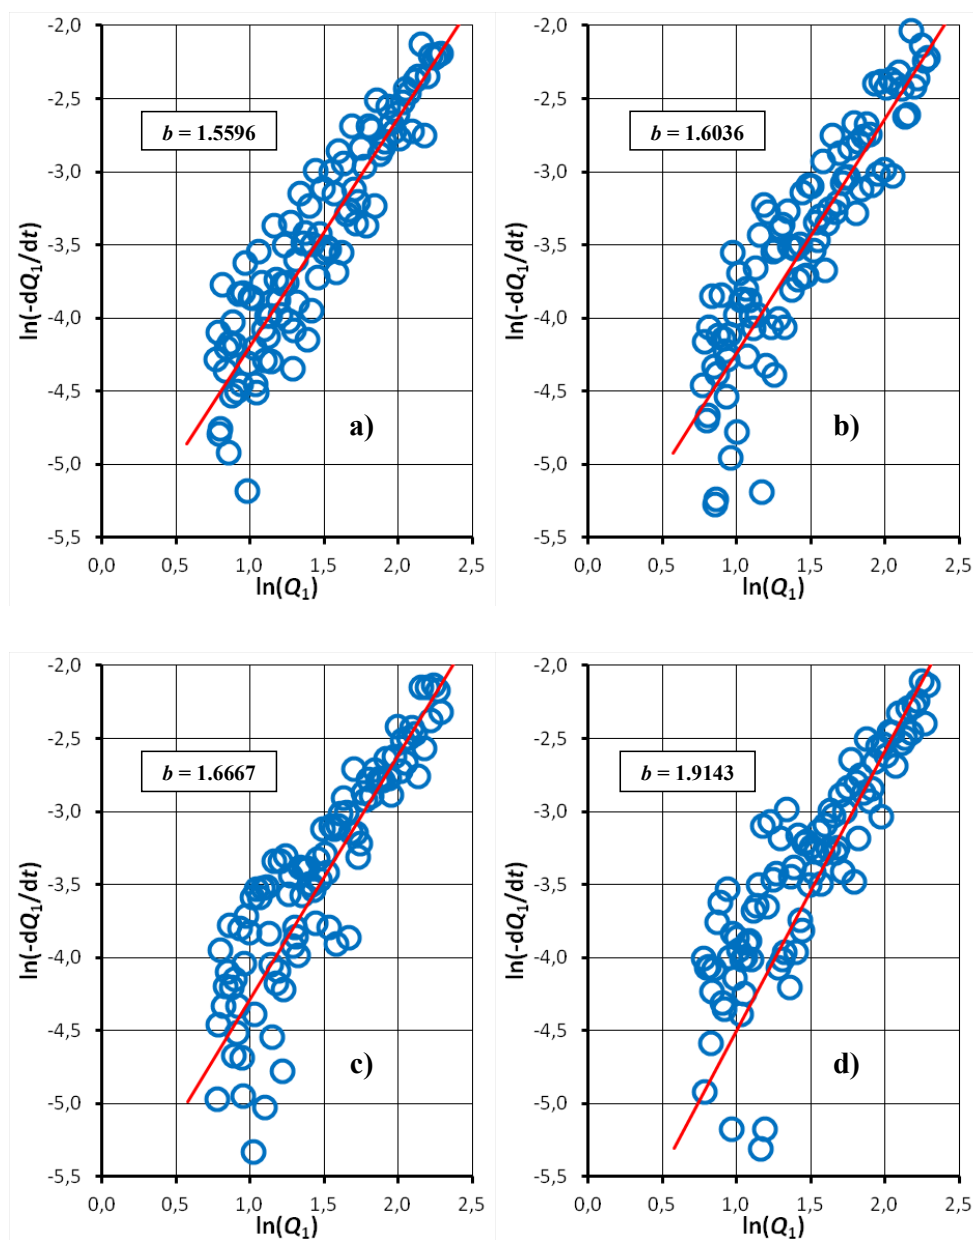 -2,0
-2,5
-3,0
-3,5
-4,0
-4,5
-5,0
-5,5
ln(-dQ₁/dt)
b = 1.5596
a)
0,0 0,5 1,0 1,5 2,0 2,5
ln(Q₁)
-2,0
-2,5
-3,0
-3,5
-4,0
-4,5
-5,0
-5,5
ln(-dQ₁/dt)
b = 1.6036
b)
0,0 0,5 1,0 1,5 2,0 2,5
ln(Q₁)
-2,0
-2,5
-3,0
-3,5
-4,0
-4,5
-5,0
-5,5
ln(-dQ₁/dt)
b = 1.6667
c)
0,0 0,5 1,0 1,5 2,0 2,5
ln(Q₁)
-2,0
-2,5
-3,0
-3,5
-4,0
-4,5
-5,0
-5,5
ln(-dQ₁/dt)
b = 1.9143
d)
0,0 0,5 1,0 1,5 2,0 2,5
ln(Q₁)